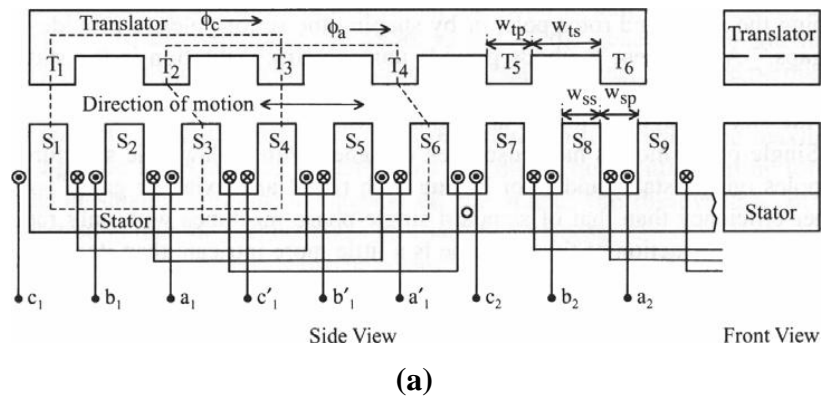 Translator ϕc ϕa wtp wts Translator
T1 T2 T3 T4 T5 T6
Direction of motion wss wsp
S1 S2 S3 S4 S5 S6 S7 S8 S9
Stator Stator
c1 b1 a1 c′1 b′1 a′1 c2 b2 a2
Side View Front View
(a)